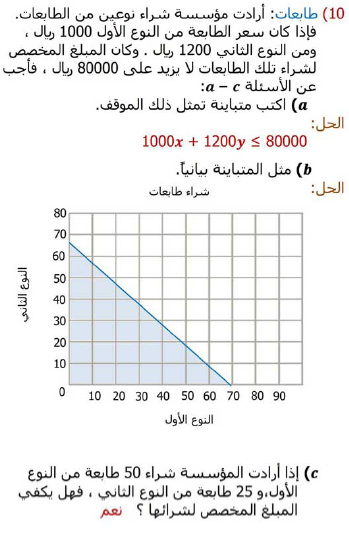 10) طابعات: أرادت مؤسسة شراء نوعين من الطابعات.
فإذا كان سعر الطابعة من النوع الأول 1000 ريال ،
ومن النوع الثاني 1200 ريال . وكان المبلغ المخصص
لشراء تلك الطابعات لا يزيد على 80000 ريال ، فأجب
عن الأسئلة a – c:
a) اكتب متباينة تمثل ذلك الموقف.
الحل:
1000x + 1200y ≤ 80000
b) مثل المتباينة بيانياً.
الحل:
شراء طابعات
80
70
60
50
40
30
20
10
0
10 20 30 40 50 60 70 80 90
النوع الثاني
النوع الأول
c) إذا أرادت المؤسسة شراء 50 طابعة من النوع
الأول،و 25 طابعة من النوع الثاني ، فهل يكفي
المبلغ المخصص لشرائها ؟ نعم